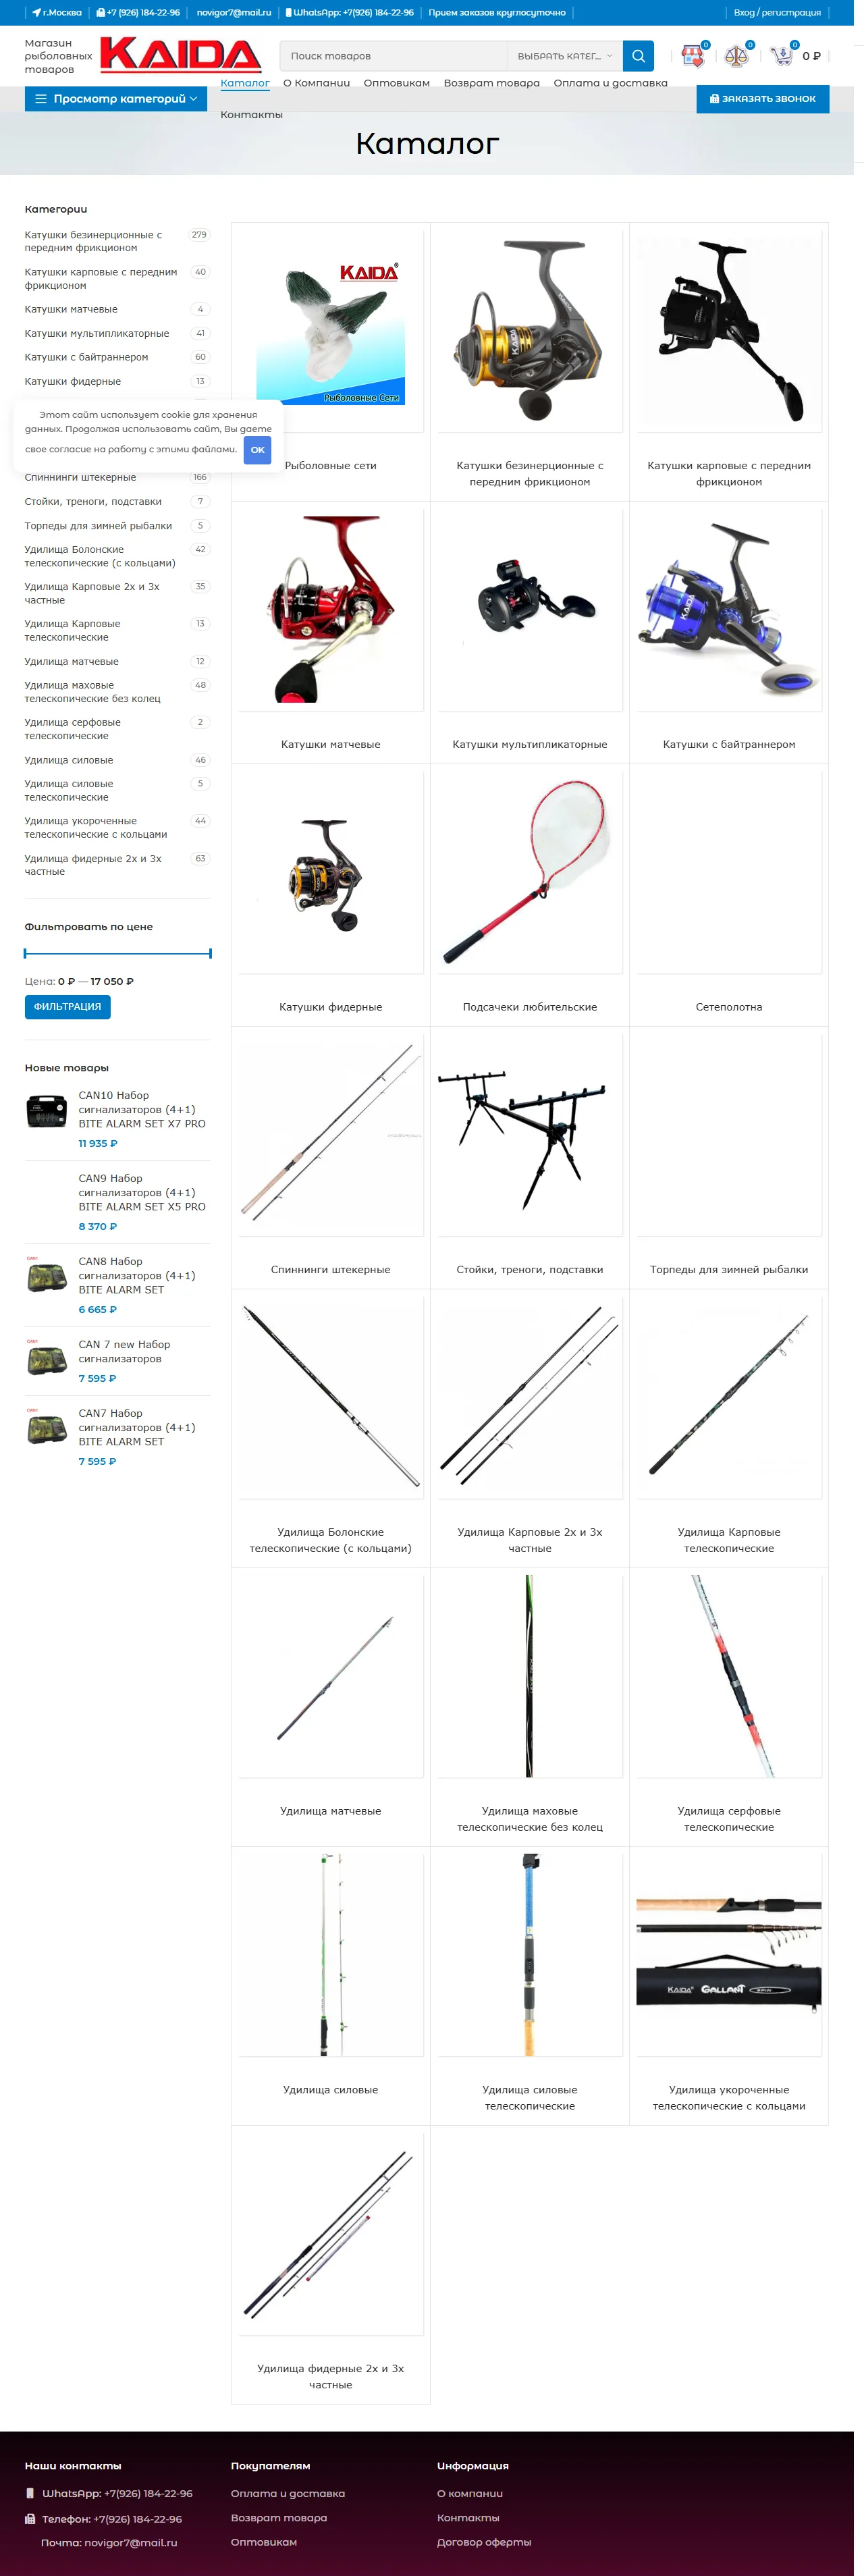 г.Москва +7 (926) 184-22-96 novigor7@mail.ru WhatsApp: +7(926) 184-22-96 Прием заказов круглосуточно Вход / регистрация
Магазин
рыболовных
товаров
KAIDA
Поиск товаров ВЫБРАТЬ КАТЕГ...
0 0 0 0 ₽
Просмотр категорий
Каталог О Компании Оптовикам Возврат товара Оплата и доставка
Контакты
ЗАКАЗАТЬ ЗВОНОК
Каталог
Категории
Катушки безинерционные с
передним фрикционом 279
Катушки карповые с передним
фрикционом 40
Катушки матчевые 4
Катушки мультипликаторные 41
Катушки с байтраннером 60
Катушки фидерные 13
Этот сайт использует cookie для хранения
данных. Продолжая использовать сайт, Вы даете
свое согласие на работу с этими файлами. OK
Спиннинги штекерные 166
Стойки, треноги, подставки 7
Торпеды для зимней рыбалки 5
Удилища Болонские
телескопические (с кольцами) 42
Удилища Карповые 2х и 3х
частные 35
Удилища Карповые
телескопические 13
Удилища матчевые 12
Удилища маховые
телескопические без колец 48
Удилища серфовые
телескопические 2
Удилища силовые 46
Удилища силовые
телескопические 5
Удилища укороченные
телескопические с кольцами 44
Удилища фидерные 2х и 3х
частные 63
Фильтровать по цене
Цена: 0 ₽ — 17 050 ₽
ФИЛЬТРАЦИЯ
Новые товары
CAN10 Набор
сигнализаторов (4+1)
BITE ALARM SET X7 PRO
11 935 ₽
CAN9 Набор
сигнализаторов (4+1)
BITE ALARM SET X5 PRO
8 370 ₽
CAN8 Набор
сигнализаторов (4+1)
BITE ALARM SET
6 665 ₽
CAN 7 new Набор
сигнализаторов
7 595 ₽
CAN7 Набор
сигнализаторов (4+1)
BITE ALARM SET
7 595 ₽
KAIDA®
Рыболовные Сети
Рыболовные сети
Катушки безинерционные с
передним фрикционом
Катушки карповые с передним
фрикционом
Катушки матчевые
Катушки мультипликаторные
Катушки с байтраннером
Катушки фидерные
Подсачеки любительские
Сетеполотна
Спиннинги штекерные
Стойки, треноги, подставки
Торпеды для зимней рыбалки
Удилища Болонские
телескопические (с кольцами)
Удилища Карповые 2х и 3х
частные
Удилища Карповые
телескопические
Удилища матчевые
Удилища маховые
телескопические без колец
Удилища серфовые
телескопические
KAIDA® GALLANT SPIN
Удилища силовые
Удилища силовые
телескопические
Удилища укороченные
телескопические с кольцами
Удилища фидерные 2х и 3х
частные
Наши контакты
WhatsApp: +7(926) 184-22-96
Телефон: +7(926) 184-22-96
Почта: novigor7@mail.ru
Покупателям
Оплата и доставка
Возврат товара
Оптовикам
Информация
О компании
Контакты
Договор оферты